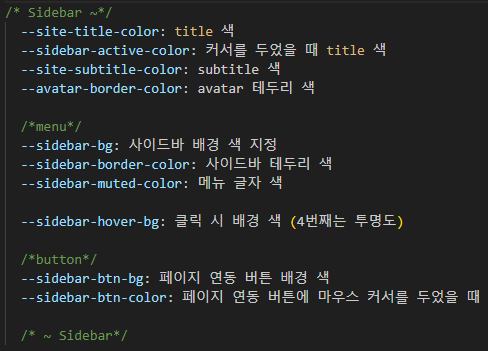 /* Sidebar ~*/
--site-title-color: title 색
--sidebar-active-color: 커서를 두었을 때 title 색
--site-subtitle-color: subtitle 색
--avatar-border-color: avatar 테두리 색
/*menu*/
--sidebar-bg: 사이드바 배경 색 지정
--sidebar-border-color: 사이드바 테두리 색
--sidebar-muted-color: 메뉴 글자 색
--sidebar-hover-bg: 클릭 시 배경 색 (4번째는 투명도)
/*button*/
--sidebar-btn-bg: 페이지 연동 버튼 배경 색
--sidebar-btn-color: 페이지 연동 버튼에 마우스 커서를 두었을 때
/* ~ Sidebar*/